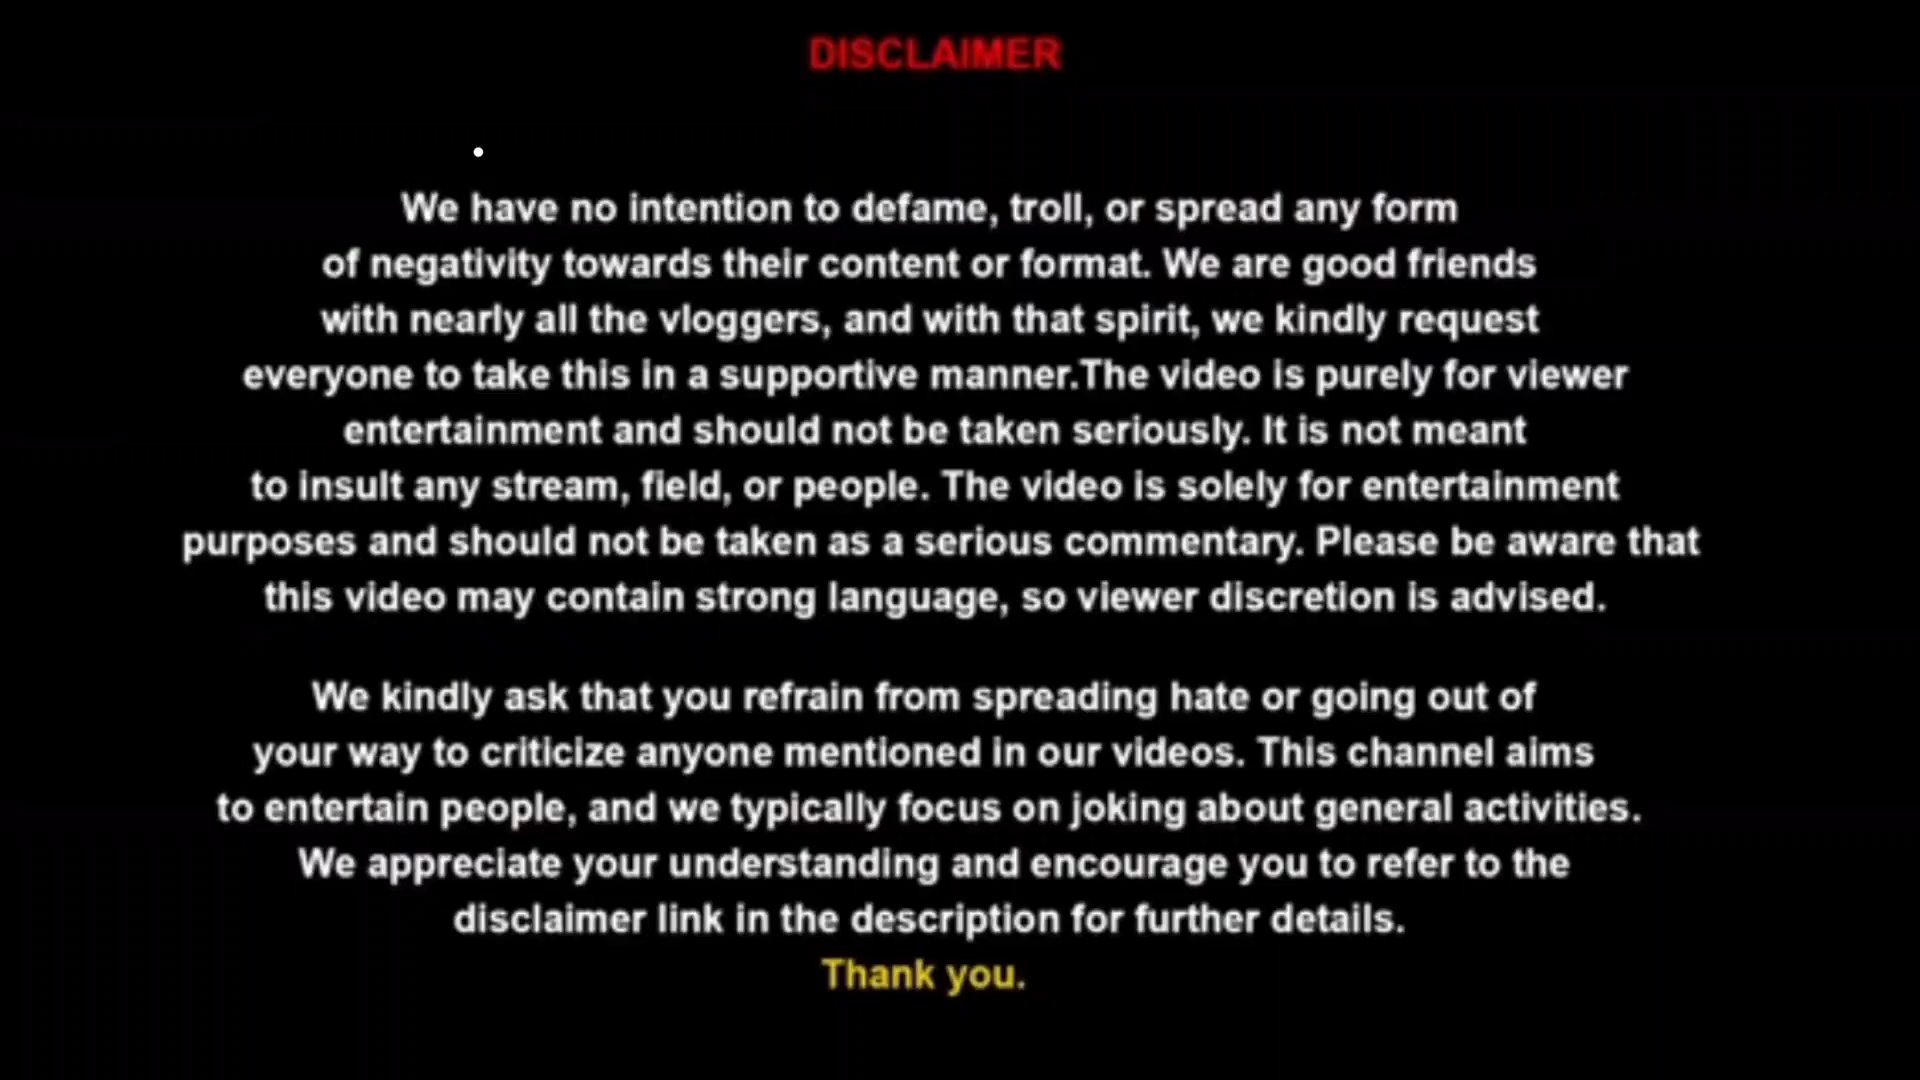 DISCLAIMER
We have no intention to defame, troll, or spread any form
of negativity towards their content or format. We are good friends
with nearly all the vloggers, and with that spirit, we kindly request
everyone to take this in a supportive manner.The video is purely for viewer
entertainment and should not be taken seriously. It is not meant
to insult any stream, field, or people. The video is solely for entertainment
purposes and should not be taken as a serious commentary. Please be aware that
this video may contain strong language, so viewer discretion is advised.
We kindly ask that you refrain from spreading hate or going out of
your way to criticize anyone mentioned in our videos. This channel aims
to entertain people, and we typically focus on joking about general activities.
We appreciate your understanding and encourage you to refer to the
disclaimer link in the description for further details.
Thank you.